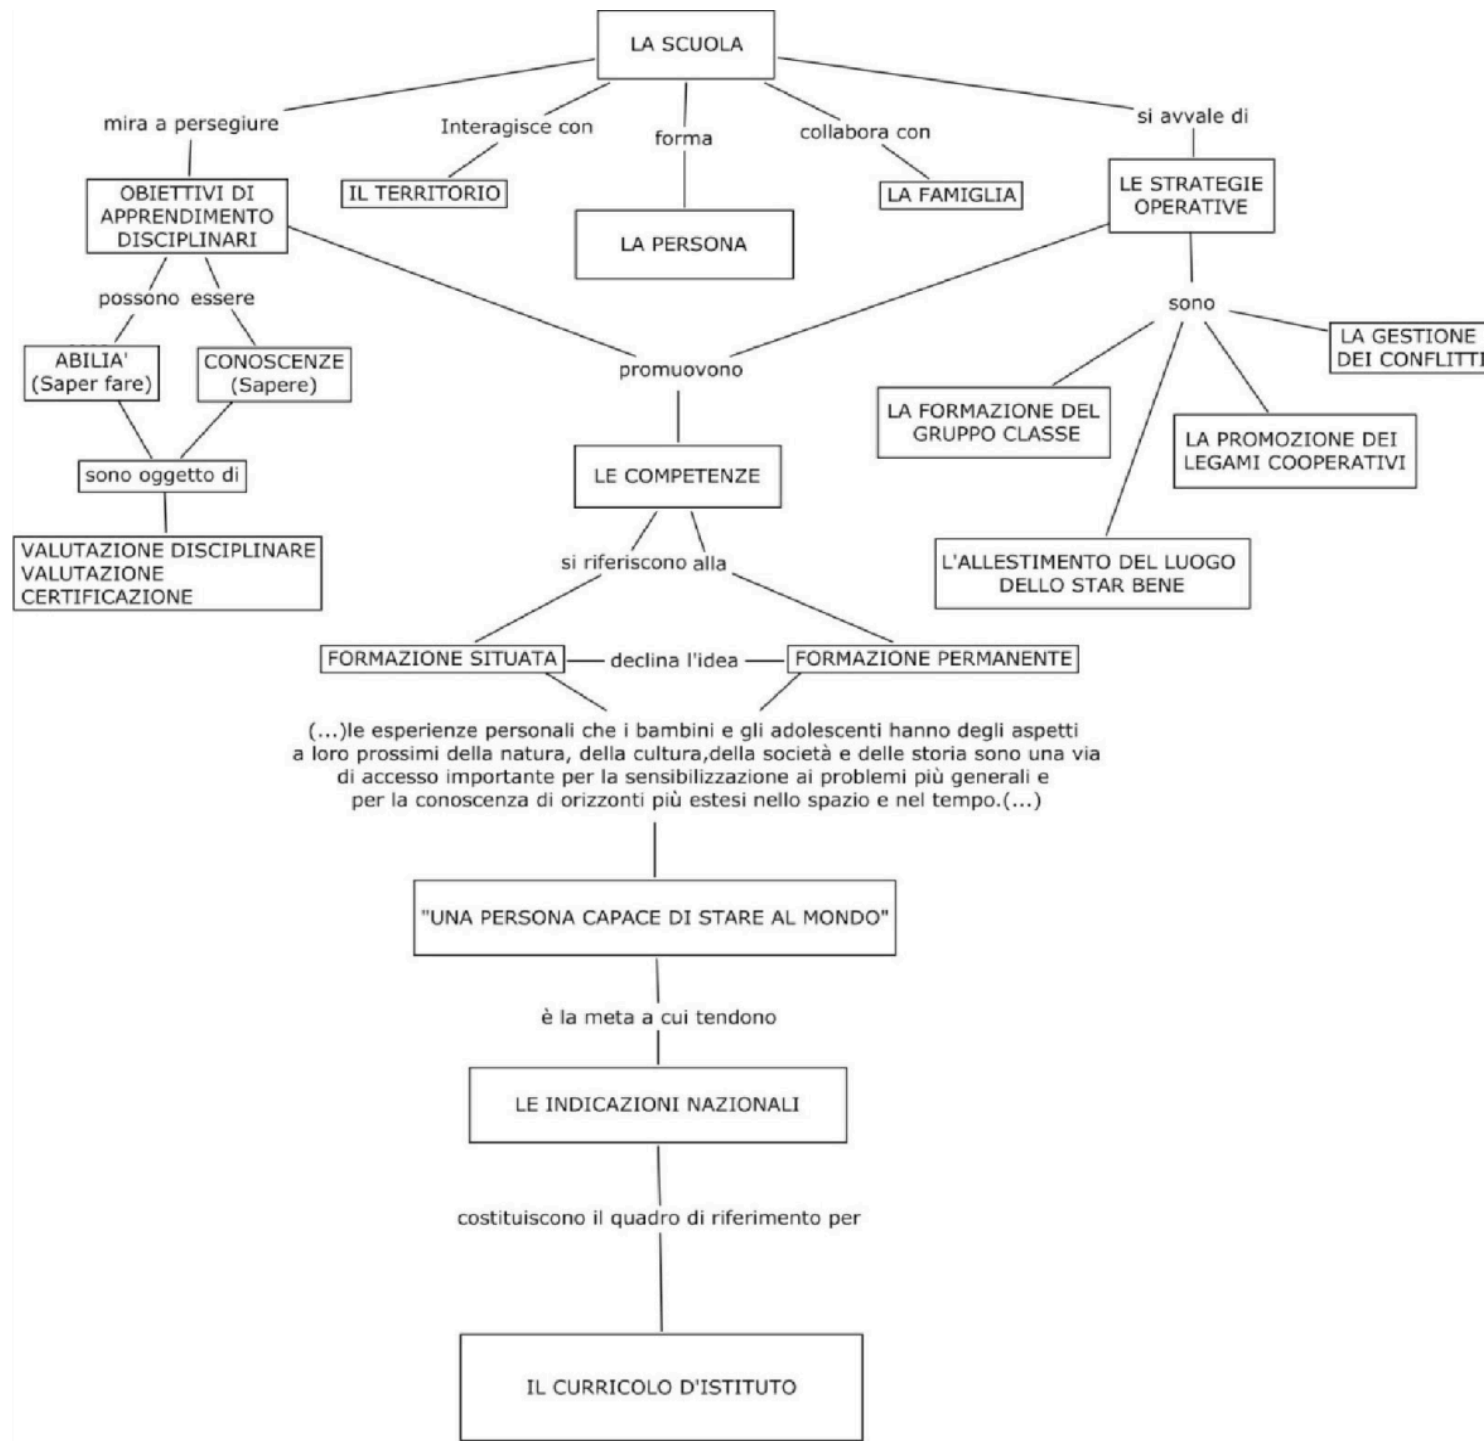 LA SCUOLA
mira a persegiure
Interagisce con
forma
collabora con
si avvale di
OBIETTIVI DI
APPRENDIMENTO
DISCIPLINARI
IL TERRITORIO
LA PERSONA
LA FAMIGLIA
LE STRATEGIE
OPERATIVE
possono essere
sono
ABILIA'
(Saper fare)
CONOSCENZE
(Sapere)
promuovono
LA GESTIONE
DEI CONFLITTI
LA FORMAZIONE DEL
GRUPPO CLASSE
LA PROMOZIONE DEI
LEGAMI COOPERATIVI
sono oggetto di
LE COMPETENZE
VALUTAZIONE DISCIPLINARE
VALUTAZIONE
CERTIFICAZIONE
si riferiscono alla
L'ALLESTIMENTO DEL LUOGO
DELLO STAR BENE
FORMAZIONE SITUATA
declina l'idea
FORMAZIONE PERMANENTE
(...)le esperienze personali che i bambini e gli adolescenti hanno degli aspetti
a loro prossimi della natura, della cultura,della società e delle storia sono una via
di accesso importante per la sensibilizzazione ai problemi più generali e
per la conoscenza di orizzonti più estesi nello spazio e nel tempo.(...)
"UNA PERSONA CAPACE DI STARE AL MONDO"
è la meta a cui tendono
LE INDICAZIONI NAZIONALI
costituiscono il quadro di riferimento per
IL CURRICOLO D'ISTITUTO